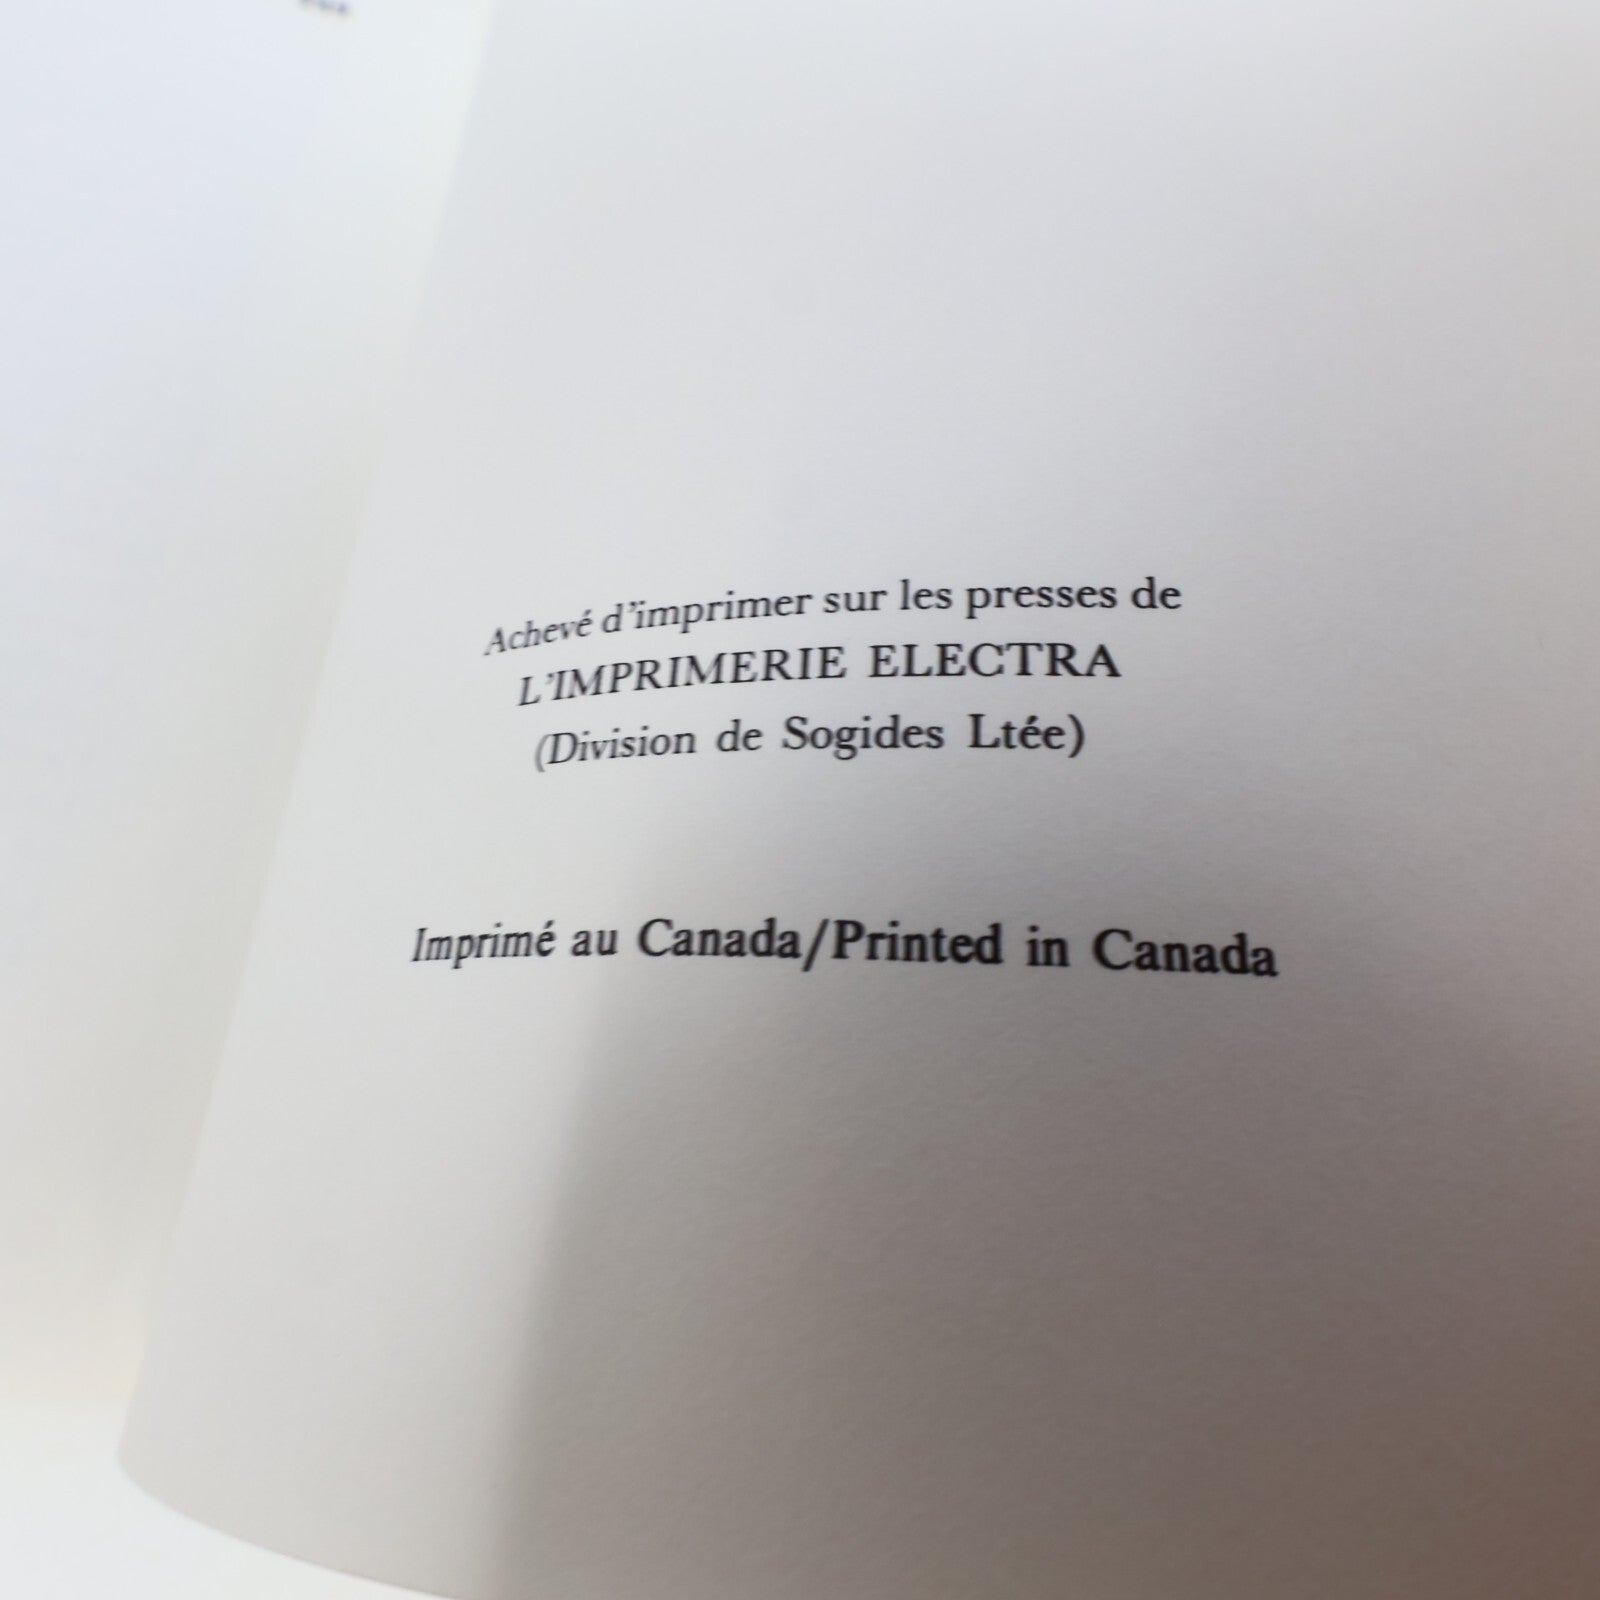 Achevé d'imprimer sur les presses de
L'IMPRIMERIE ELECTRA
(Division de Sogides Ltée)
Imprimé au Canada/Printed in Canada